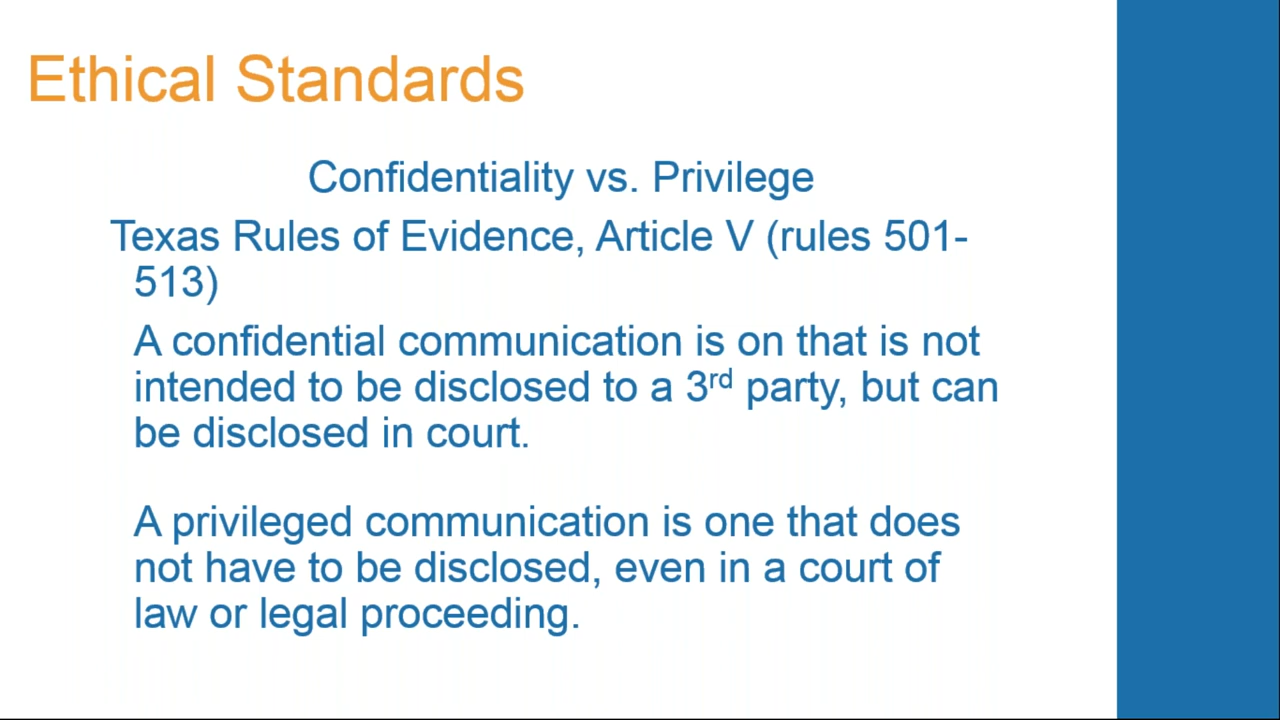 Ethical Standards
Confidentiality vs. Privilege
Texas Rules of Evidence, Article V (rules 501-
513)
A confidential communication is on that is not
intended to be disclosed to a 3rd party, but can
be disclosed in court.
A privileged communication is one that does
not have to be disclosed, even in a court of
law or legal proceeding.